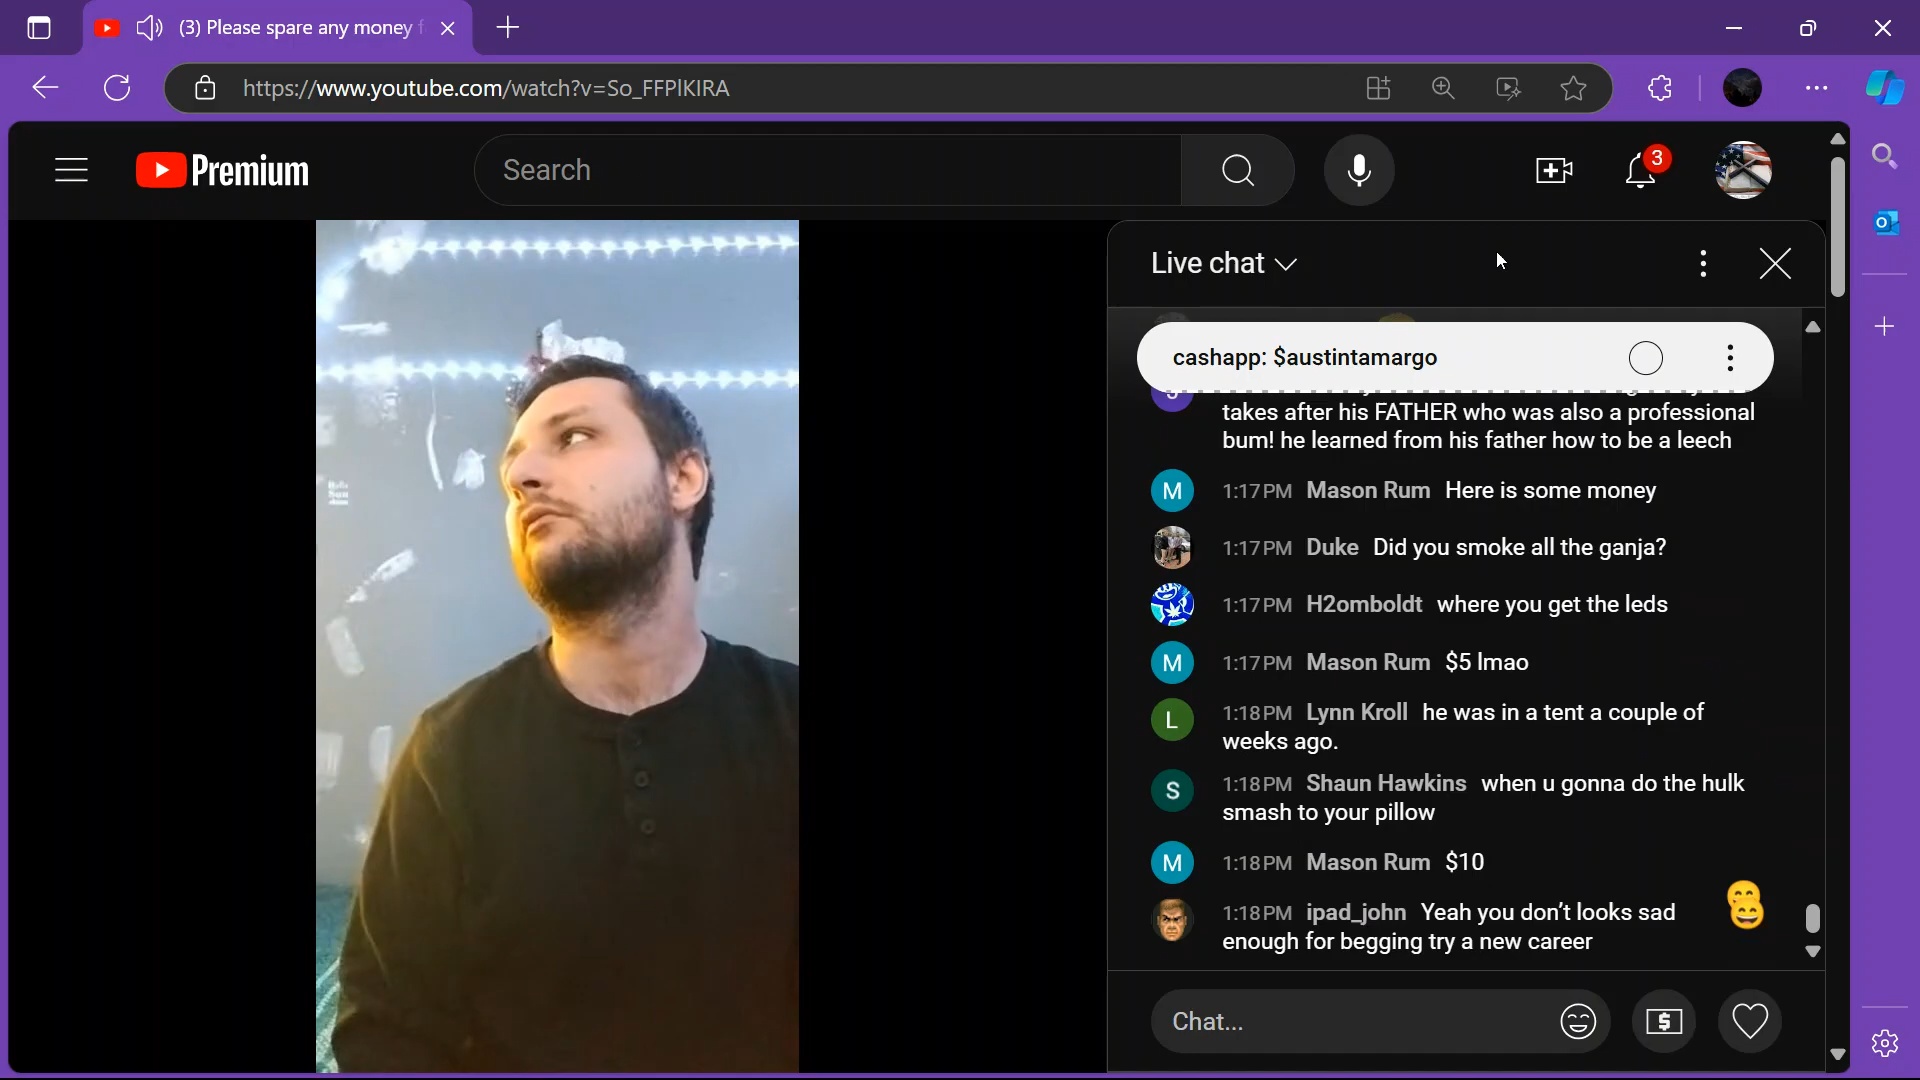 (3) Please spare any money f
https://www.youtube.com/watch?v=So_FFPlKIRA
Premium
Search
3
Live chat
cashapp: $austintamargo
takes after his FATHER who was also a professional
bum! he learned from his father how to be a leech
M 1:17 PM Mason Rum Here is some money
1:17 PM Duke Did you smoke all the ganja?
1:17 PM H2omboldt where you get the leds
M 1:17 PM Mason Rum $5 lmao
L 1:18 PM Lynn Kroll he was in a tent a couple of
weeks ago.
S 1:18 PM Shaun Hawkins when u gonna do the hulk
smash to your pillow
M 1:18 PM Mason Rum $10
1:18 PM ipad_john Yeah you don't looks sad
enough for begging try a new career
Chat...